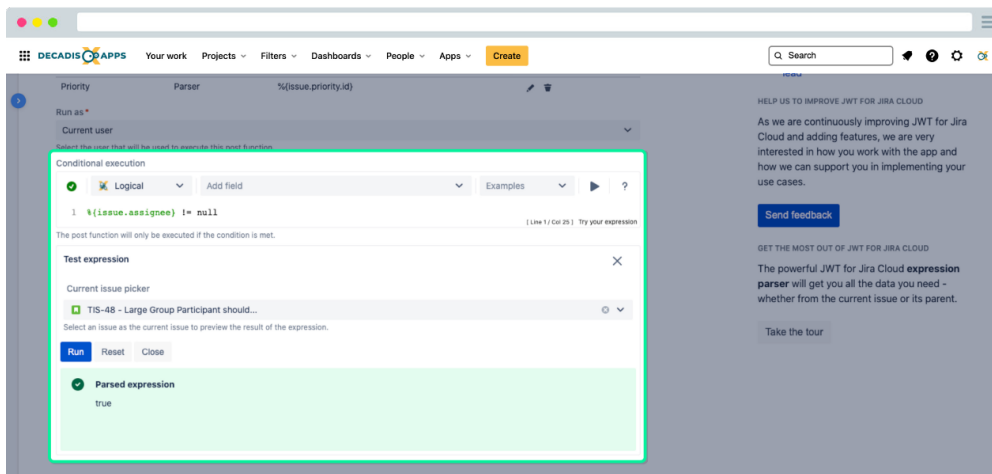 DECADIS APPS Your work Projects Filters Dashboards People Apps Create Search
Priority Parser %{issue.priority.id}
Run as *
Current user
Select the user that will be used to execute this post function
Conditional execution
Logical Add field Examples ?
1 %{issue.assignee} != null
[ Line 1 / Col 25 ] Try your expression
The post function will only be executed if the condition is met.
Test expression
Current issue picker
TIS-48 - Large Group Participant should...
Select an issue as the current issue to preview the result of the expression.
Run Reset Close
Parsed expression
true
lead
HELP US TO IMPROVE JWT FOR JIRA CLOUD
As we are continuously improving JWT for Jira
Cloud and adding features, we are very
interested in how you work with the app and
how we can support you in implementing your
use cases.
Send feedback
GET THE MOST OUT OF JWT FOR JIRA CLOUD
The powerful JWT for Jira Cloud expression
parser will get you all the data you need -
whether from the current issue or its parent.
Take the tour